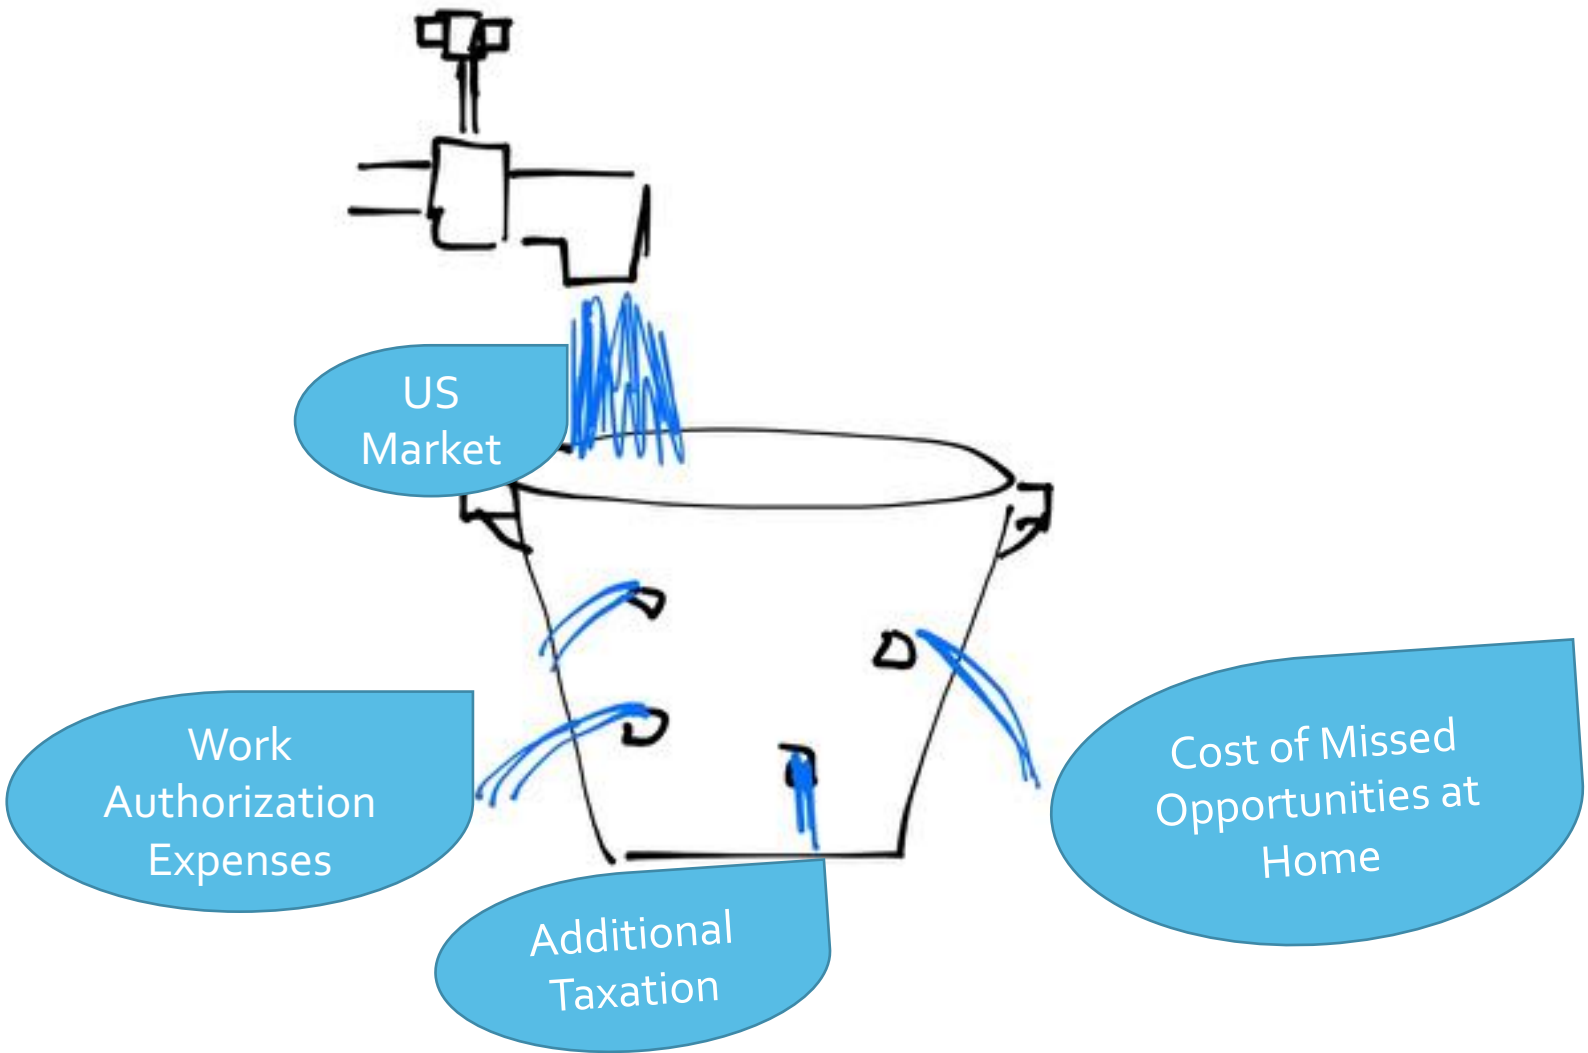 US
Market
Work
Authorization
Expenses
Cost of Missed
Opportunities at
Home
Additional
Taxation